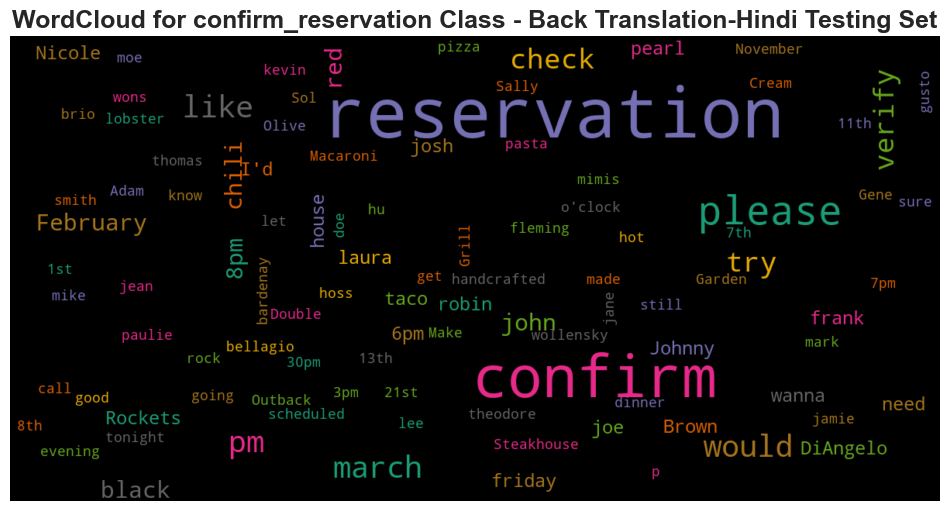 WordCloud for confirm_reservation Class - Back Translation-Hindi Testing Set
Nicole
moe
kevin
red
pizza
check
pearl
November
wons
brio
lobster
like
Sol
Olive
reservation
Sally
Cream
11th
verify
gusto
thomas
chili
I'd
Macaroni
josh
pasta
mimis
smith
Adam
know
February
let
house
doe
hu
o'clock
fleming
please
7th
Gene
sure
1st
mike
jean
8pm
bardenay
laura
hoss
Double
get
taco
Grill
handcrafted
robin
hot
made
jane
still
try
Garden
7pm
paulie
rock
bellagio
30pm
13th
6pm
Make
john
wollensky
Johnny
frank
mark
call
good
8th
going
Outback
3pm
21st
scheduled
lee
confirm
theodore
dinner
wanna
jamie
need
Rockets
tonight
evening
pm
march
Steakhouse
joe
Brown
would
DiAngelo
black
friday
p